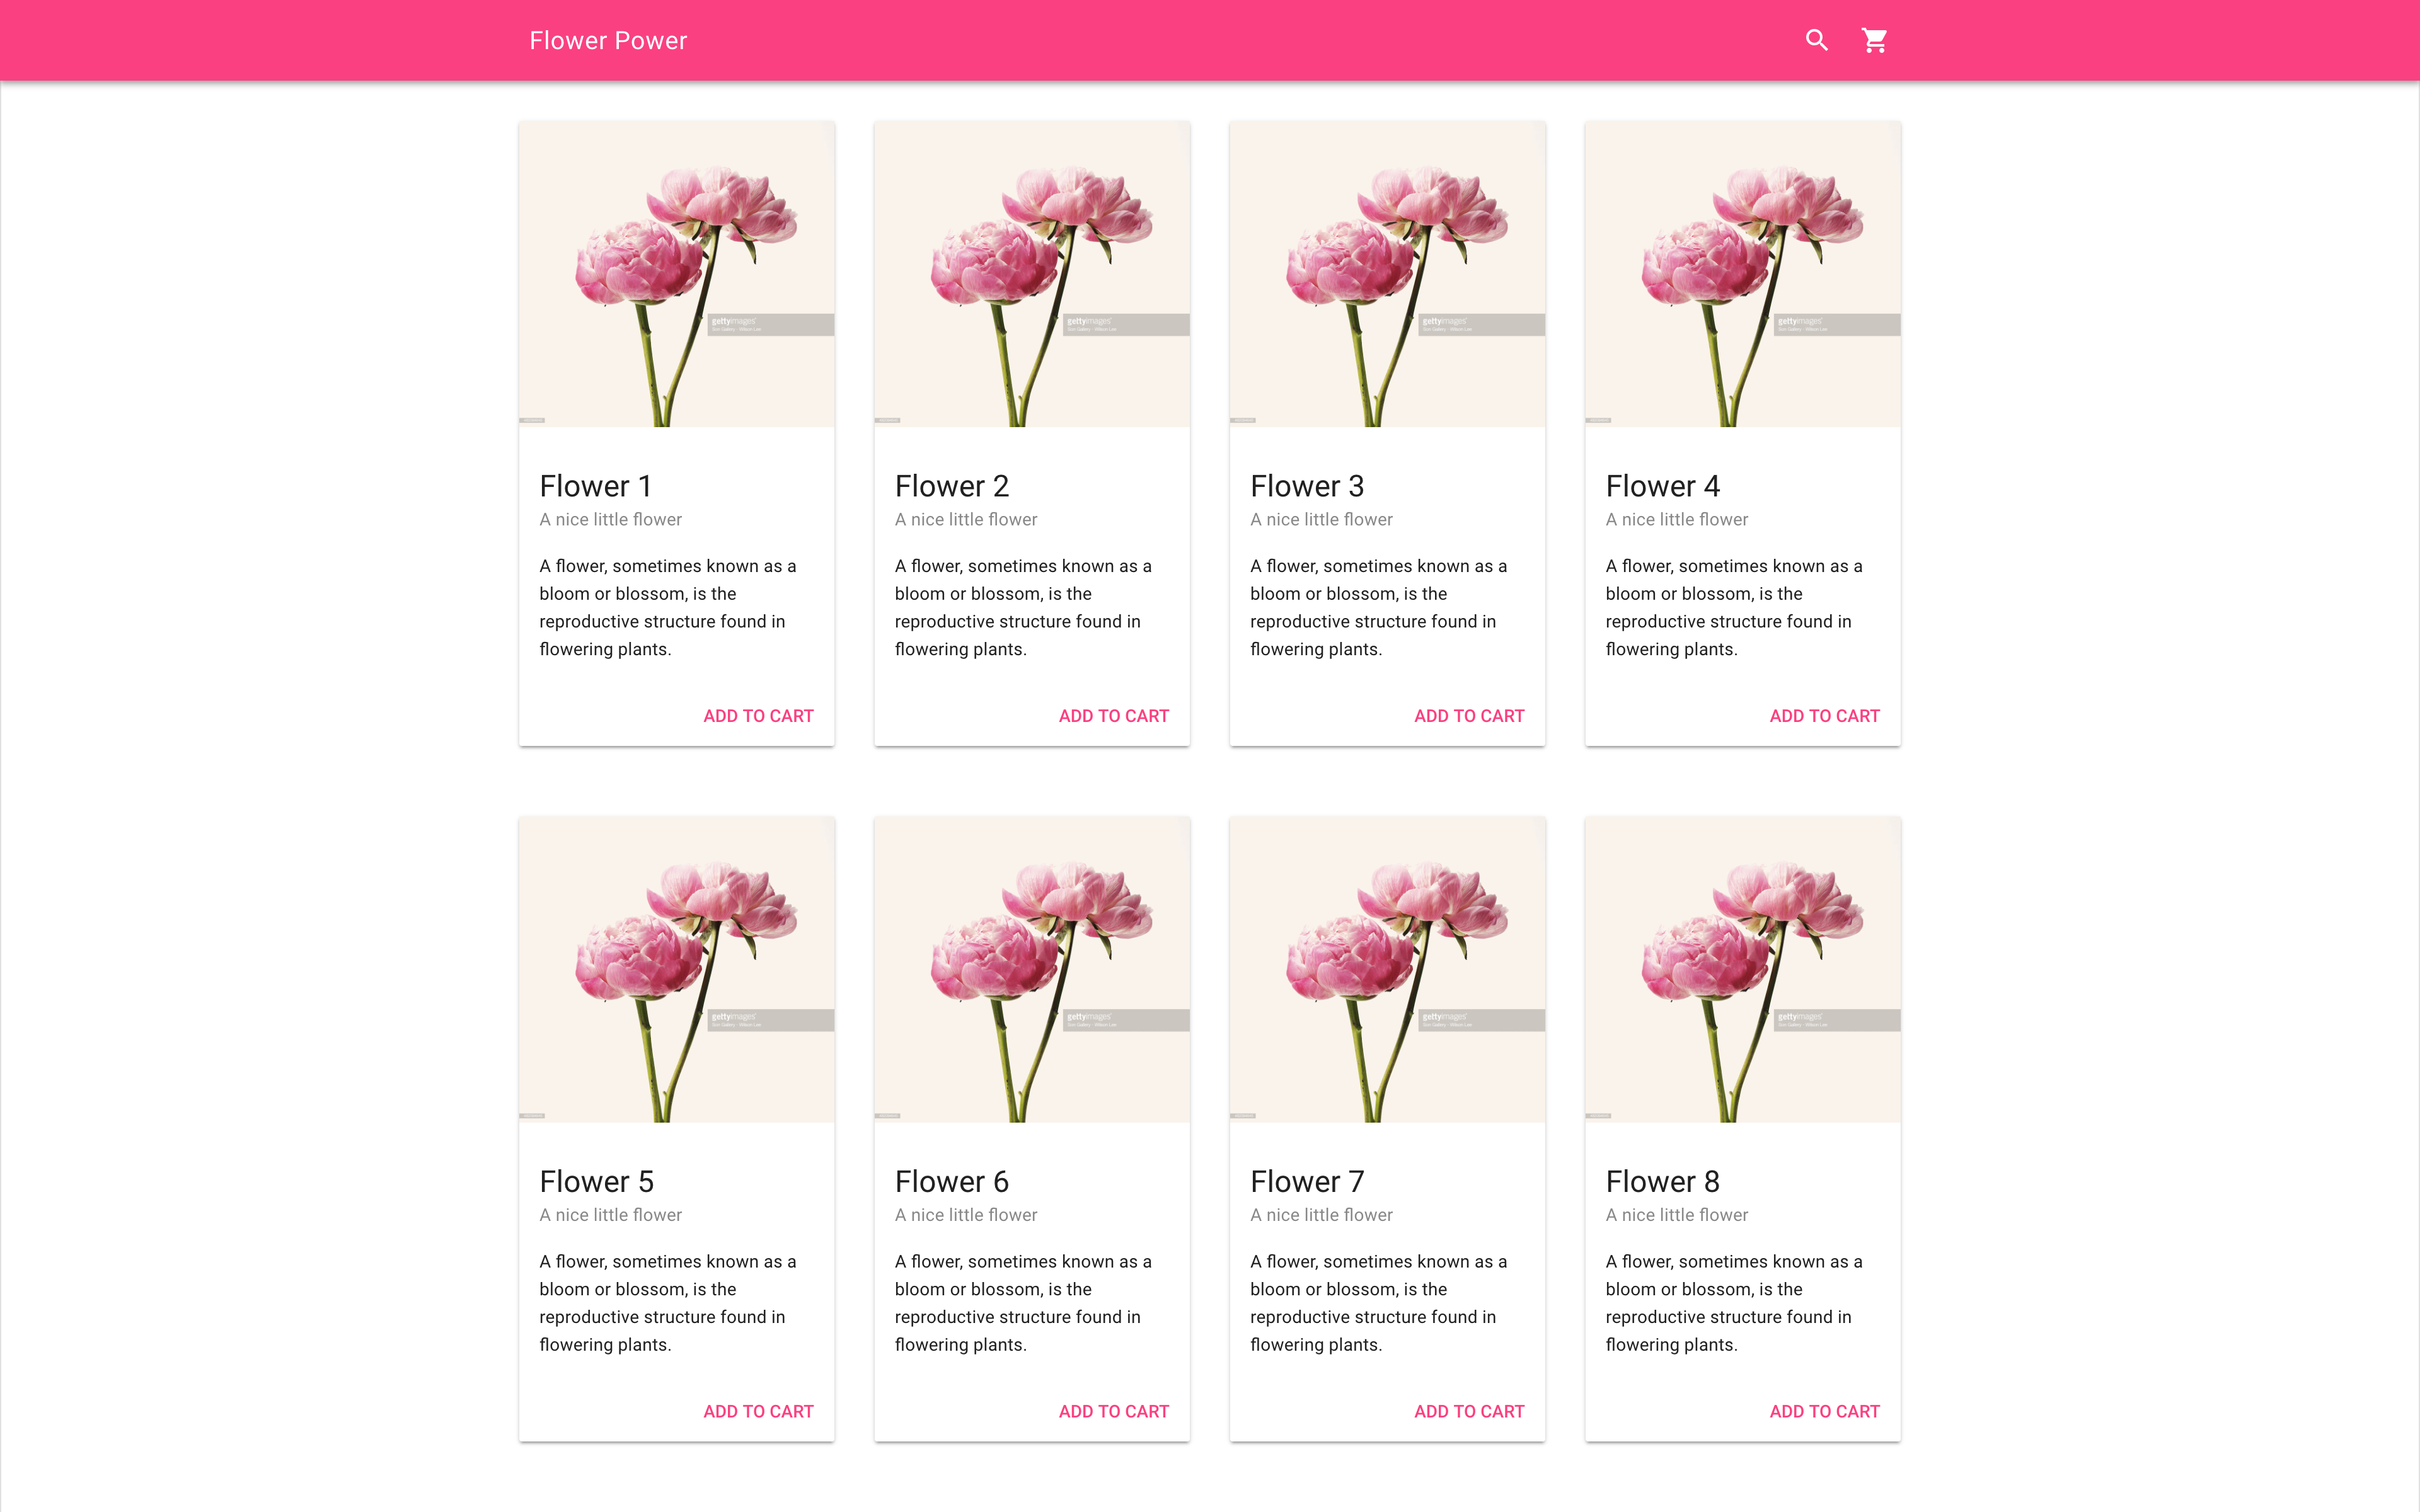 Flower Power
gettyimages
Flower 1
A nice little flower
A flower, sometimes known as a
bloom or blossom, is the
reproductive structure found in
flowering plants.
ADD TO CART
gettyimages
Flower 2
A nice little flower
A flower, sometimes known as a
bloom or blossom, is the
reproductive structure found in
flowering plants.
ADD TO CART
gettyimages
Flower 3
A nice little flower
A flower, sometimes known as a
bloom or blossom, is the
reproductive structure found in
flowering plants.
ADD TO CART
gettyimages
Flower 4
A nice little flower
A flower, sometimes known as a
bloom or blossom, is the
reproductive structure found in
flowering plants.
ADD TO CART
gettyimages
Flower 5
A nice little flower
A flower, sometimes known as a
bloom or blossom, is the
reproductive structure found in
flowering plants.
ADD TO CART
gettyimages
Flower 6
A nice little flower
A flower, sometimes known as a
bloom or blossom, is the
reproductive structure found in
flowering plants.
ADD TO CART
gettyimages
Flower 7
A nice little flower
A flower, sometimes known as a
bloom or blossom, is the
reproductive structure found in
flowering plants.
ADD TO CART
gettyimages
Flower 8
A nice little flower
A flower, sometimes known as a
bloom or blossom, is the
reproductive structure found in
flowering plants.
ADD TO CART